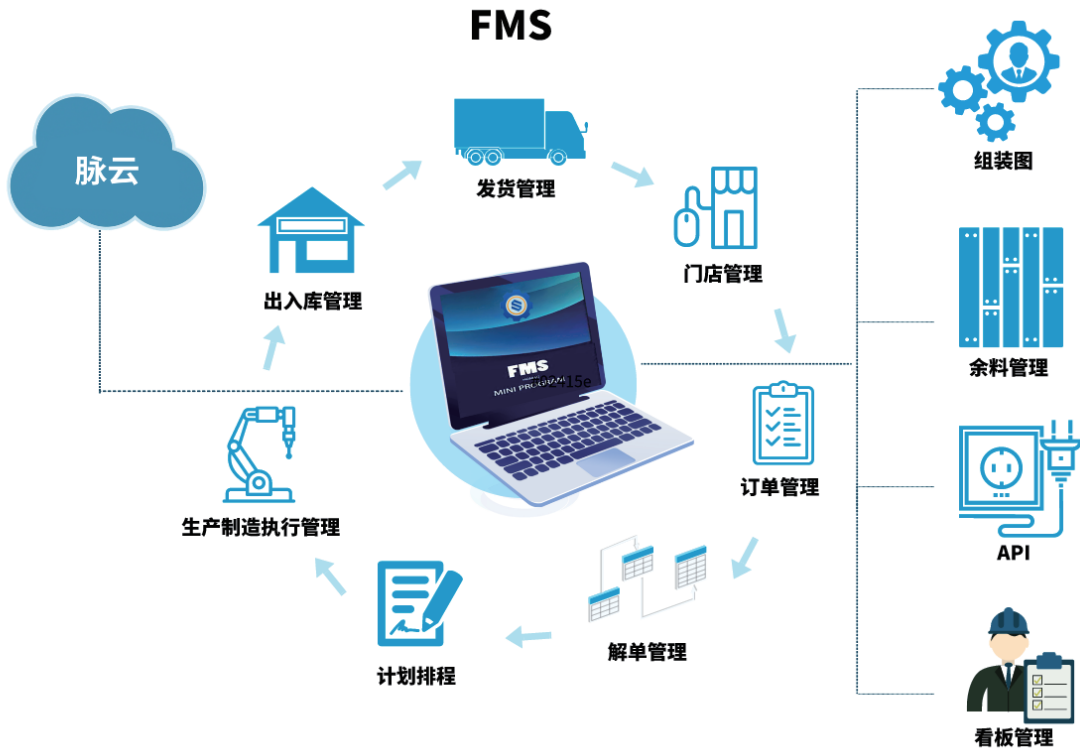 FMS
脉云
发货管理
组装图
出入库管理
门店管理
余料管理
FMS
MINI PROGRAM
订单管理
生产制造执行管理
API
解单管理
计划排程
看板管理